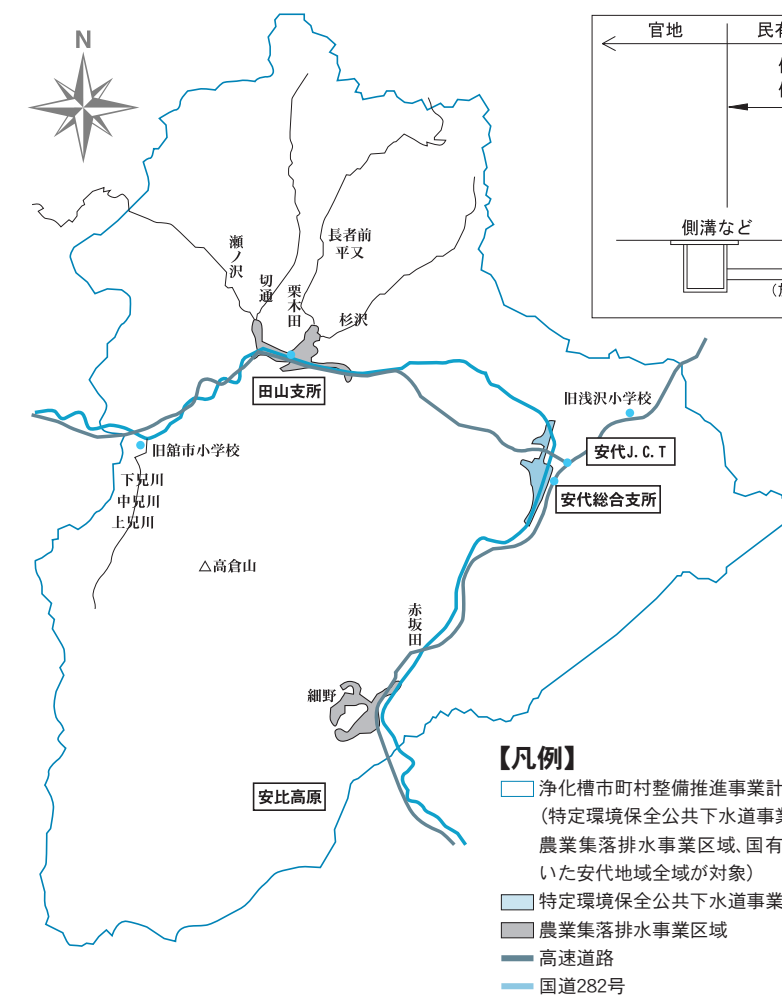 N
官地
民有
側溝など
瀬ノ沢
切通
栗木田
長者前
平又
杉沢
田山支所
旧浅沢小学校
安代J.C.T
安代総合支所
旧舘市小学校
下兄川
中兄川
上兄川
△高倉山
赤坂田
細野
安比高原
【凡例】
浄化槽市町村整備推進事業計
（特定環境保全公共下水道事業
農業集落排水事業区域、国有
いた安代地域全域が対象）
特定環境保全公共下水道事業
農業集落排水事業区域
高速道路
国道282号